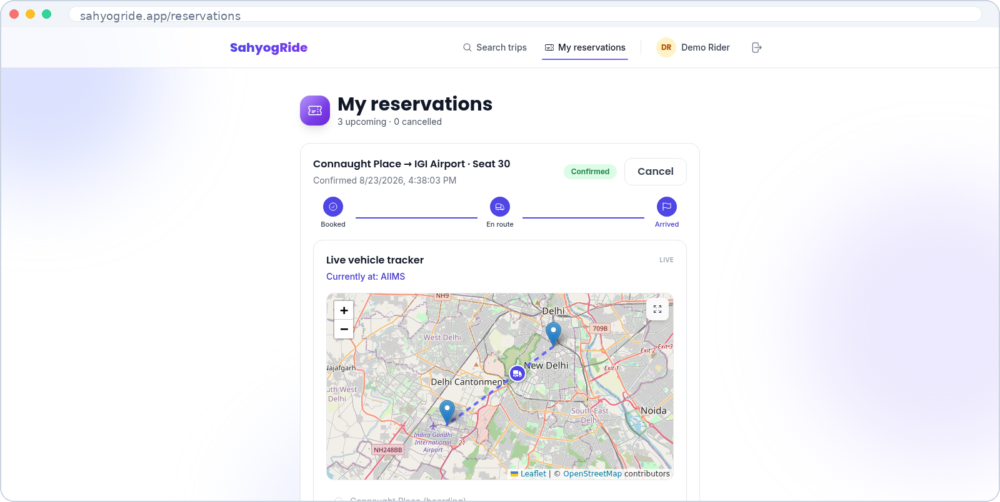 sahyogride.app/reservations
SahyogRide
Search trips
My reservations
DR
Demo Rider
My reservations
3 upcoming · 0 cancelled
Connaught Place → IGI Airport · Seat 30
Confirmed 8/23/2026, 4:38:03 PM
Confirmed
Cancel
Booked
En route
Arrived
Live vehicle tracker
LIVE
Currently at: AIIMS
+
−
NH9
Delhi
709B
West Delhi
Exit 3
Exit 2
New Delhi
Exit 1
Najafgarh
Delhi Cantonment
uth West
Delhi
South East
Delhi
Noida
Indira Gandhi
International
Airport
21
NH248BB
Leaflet | © OpenStreetMap contributors
Connaught Place (boarding)